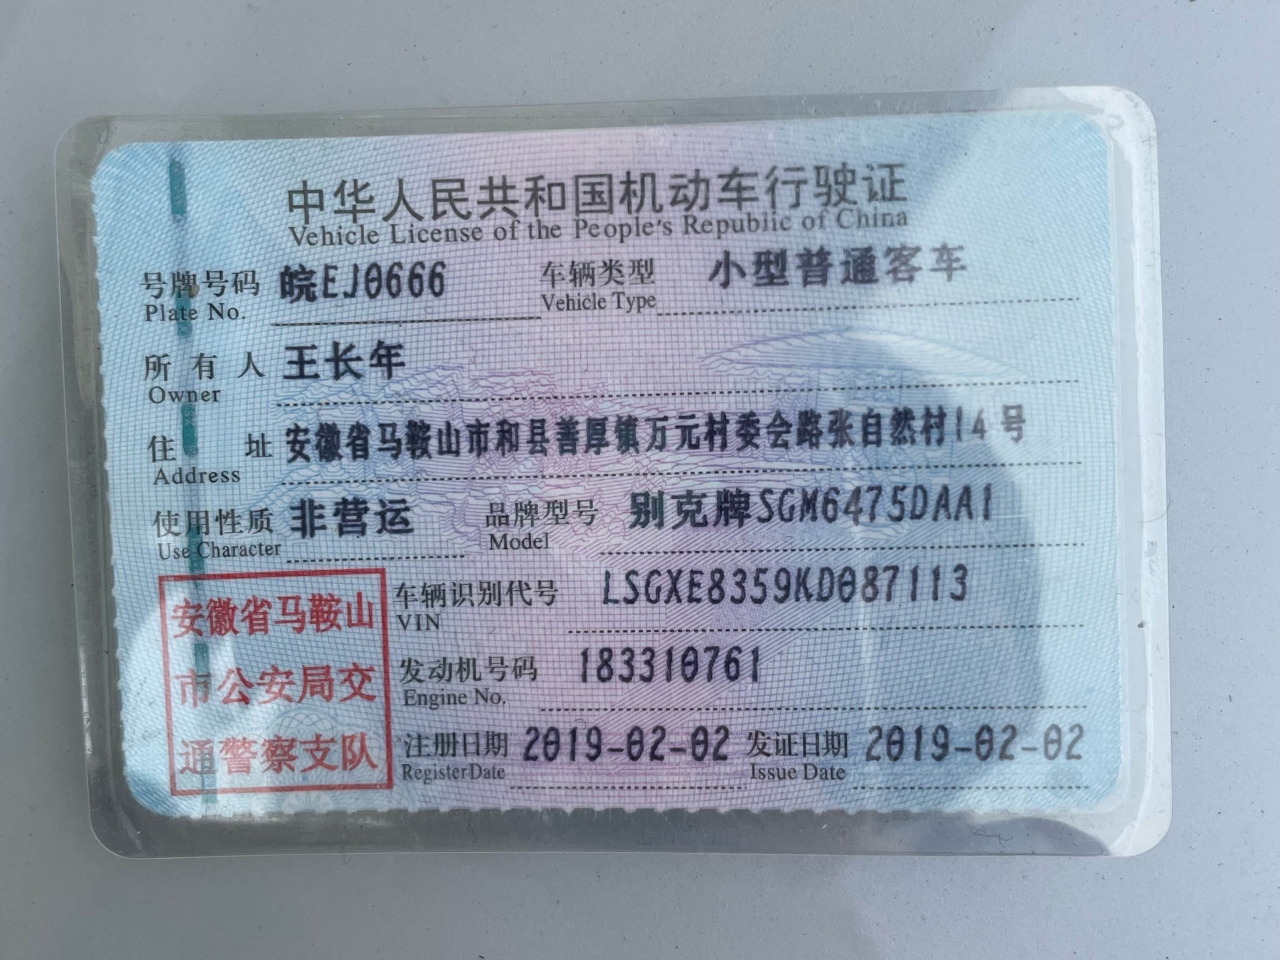 中华人民共和国机动车行驶证
Vehicle License of the People's Republic of China
号牌号码 皖EJ0666 车辆类型 小型普通客车
Plate No. Vehicle Type
所有人 王长年
Owner
住址 安徽省马鞍山市和县善厚镇万元村委会路张自然村14号
Address
使用性质 非营运 品牌型号 别克牌SGM6475DAA1
Use Character Model
安徽省马鞍山
市公安局交
通警察支队
车辆识别代号 LSGXE8359KD087113
VIN
发动机号码 183310761
Engine No.
注册日期 2019-02-02 发证日期 2019-02-02
Register Date Issue Date